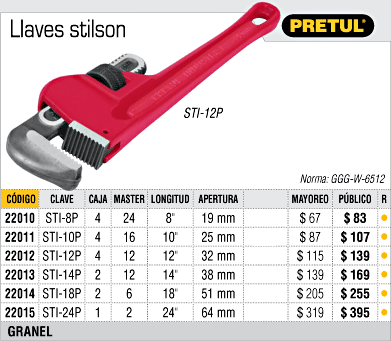 Llaves stilson
PRETUL
STI-12P
Norma: GGG-W-6512
CÓDIGO CLAVE CAJA MASTER LONGITUD APERTURA MAYOREO PÚBLICO R
22010 STI-8P 4 24 8" 19 mm $ 67 $ 83
22011 STI-10P 4 16 10" 25 mm $ 87 $ 107
22012 STI-12P 4 12 12" 32 mm $ 115 $ 139
22013 STI-14P 2 12 14" 38 mm $ 139 $ 169
22014 STI-18P 2 6 18" 51 mm $ 205 $ 255
22015 STI-24P 1 2 24" 64 mm $ 319 $ 395
GRANEL